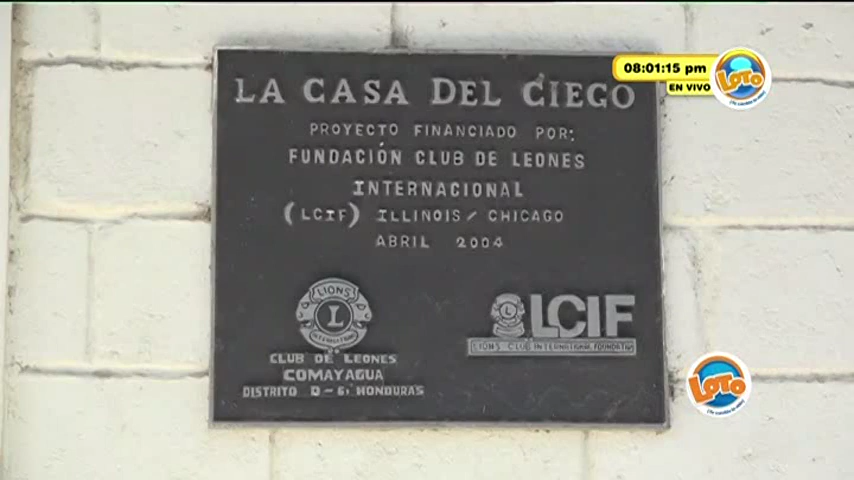 LA CASA DEL CIEGO
PROYECTO FINANCIADO POR:
FUNDACIÓN CLUB DE LEONES
INTERNACIONAL
(LCIF) ILLINOIS/CHICAGO
ABRIL 2004
LIONS
L
INTERNATIONAL
CLUB DE LEONES
COMAYAGUA
DISTRITO D-6, HONDURAS
LCIF
LIONS CLUB INTERNATIONAL FOUNDATION
08:01:15 pm
EN VIVO
LOTO
LOTO